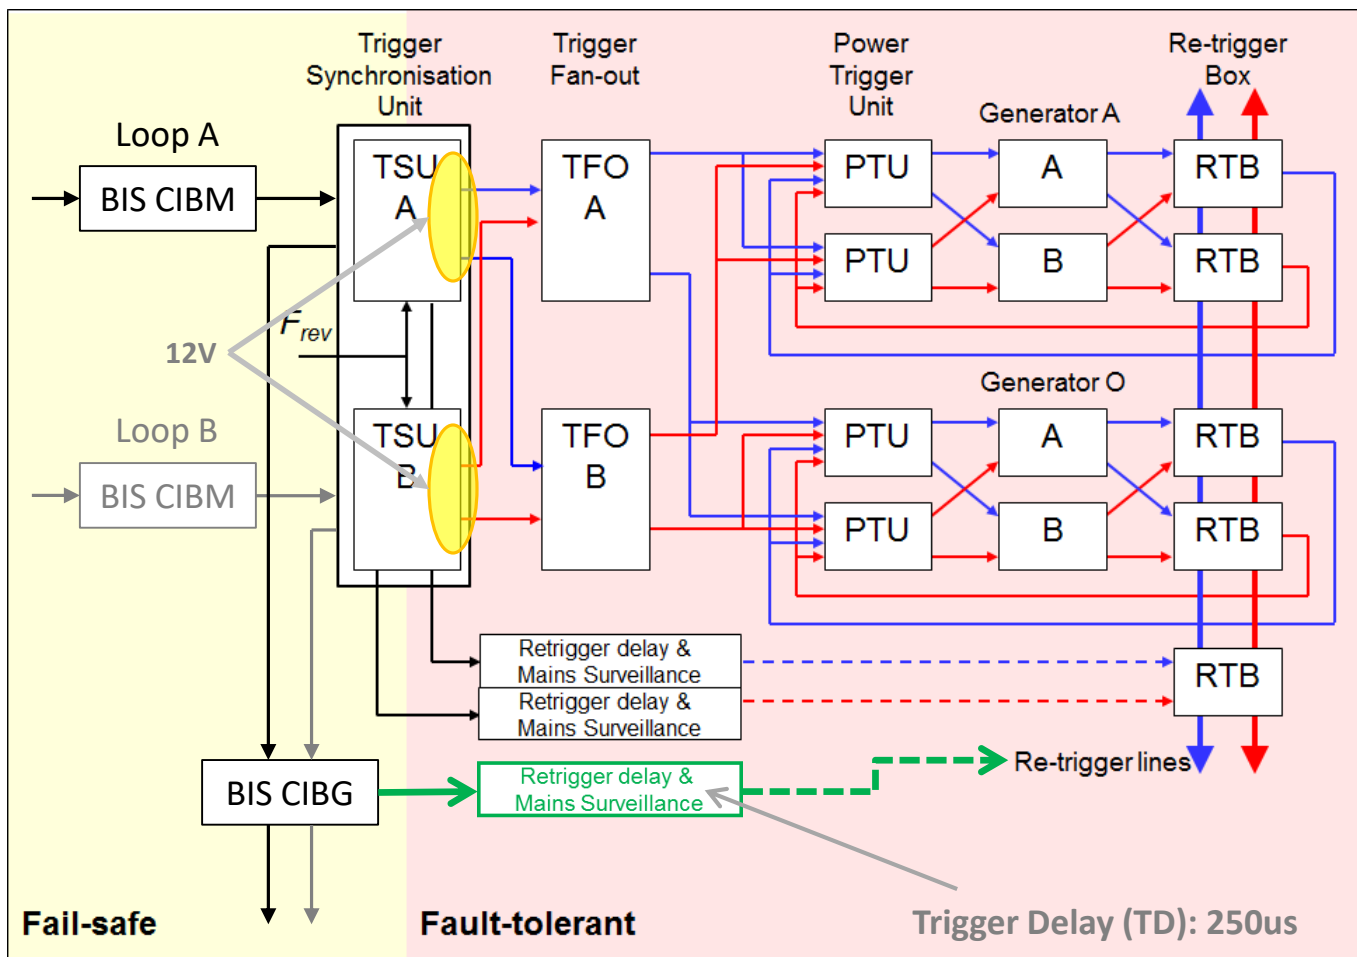 Trigger
Synchronisation
Unit
Trigger
Fan-out
Power
Trigger
Unit
Re-trigger
Box
Generator A
Loop A
BIS CIBM
TSU
A
TFO
A
PTU
A
RTB
PTU
B
RTB
Frev
12V
Generator O
Loop B
BIS CIBM
TSU
B
TFO
B
PTU
A
RTB
PTU
B
RTB
Retrigger delay &
Mains Surveillance
Retrigger delay &
Mains Surveillance
RTB
BIS CIBG
Retrigger delay &
Mains Surveillance
Re-trigger lines
Fail-safe
Fault-tolerant
Trigger Delay (TD): 250us